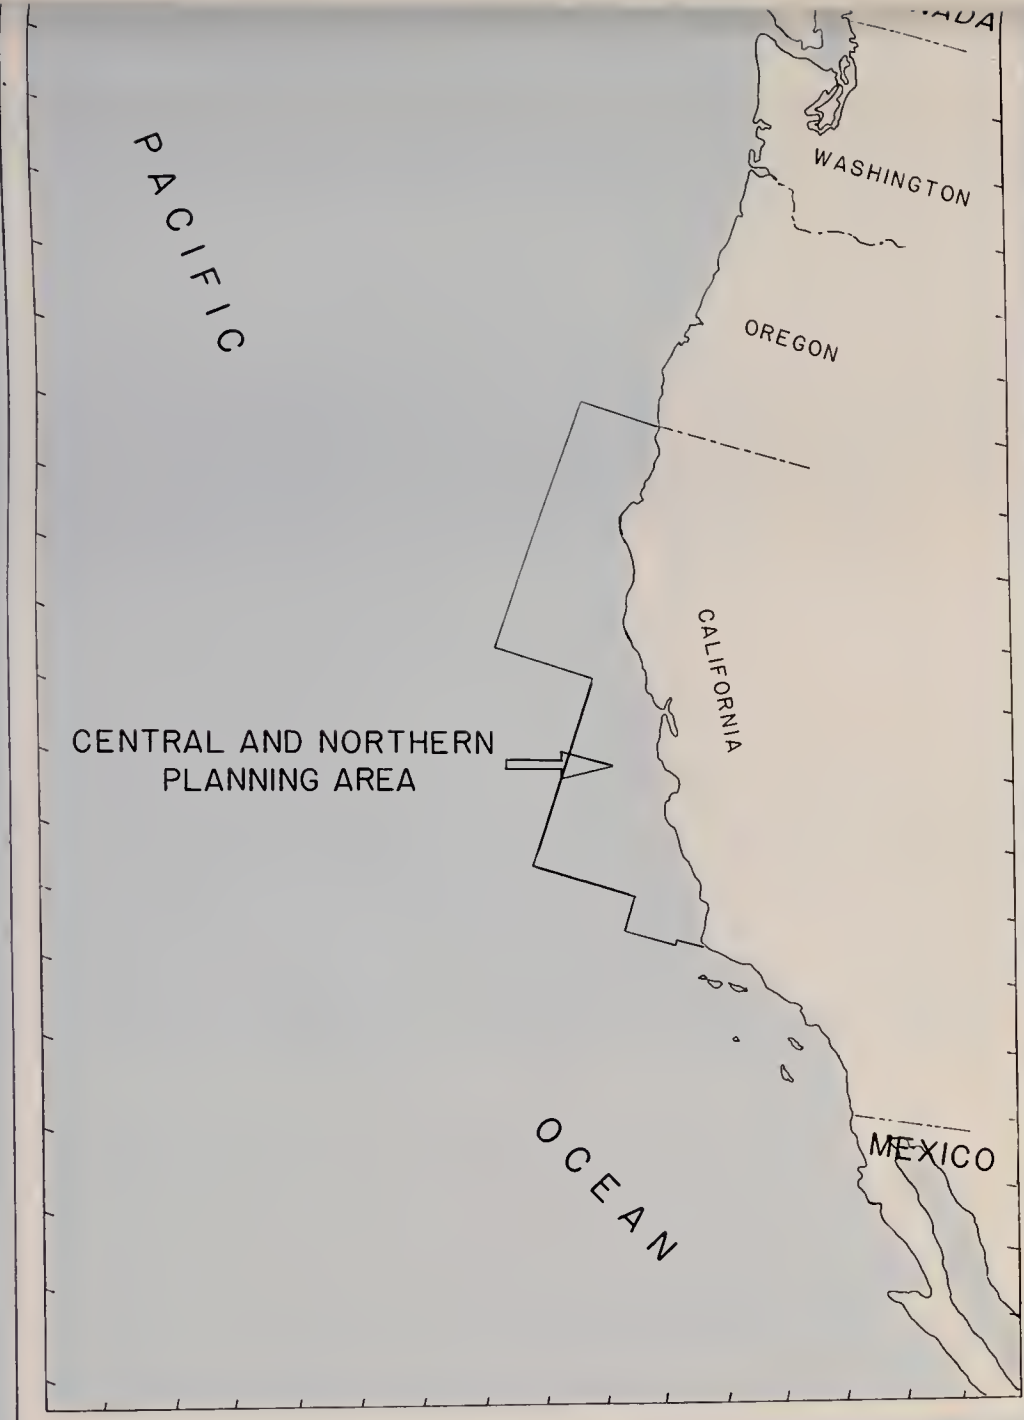 WASHINGTON
PACIFIC
OREGON
CALIFORNIA
CENTRAL AND NORTHERN
PLANNING AREA
OCEAN
MEXICO